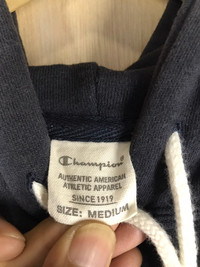 Champion
AUTHENTIC AMERICAN
ATHLETIC APPAREL
SINCE 1919
SIZE: MEDIUM